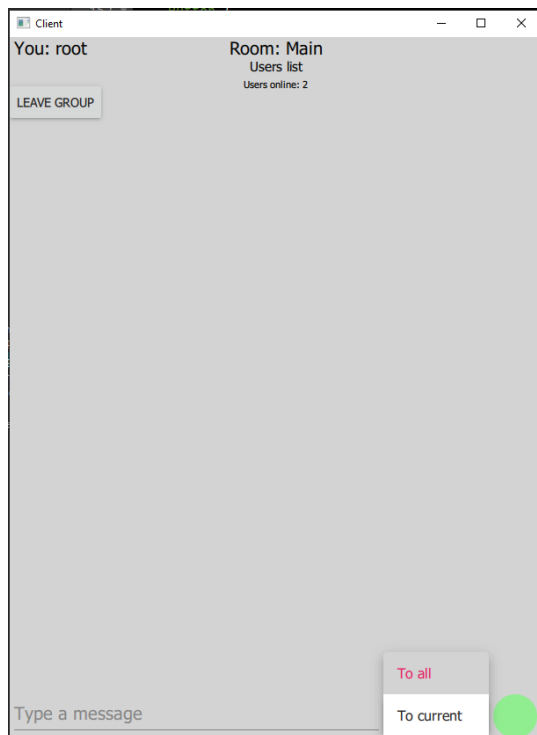 Client
You: root
Room: Main
Users list
Users online: 2
LEAVE GROUP
To all
Type a message
To current